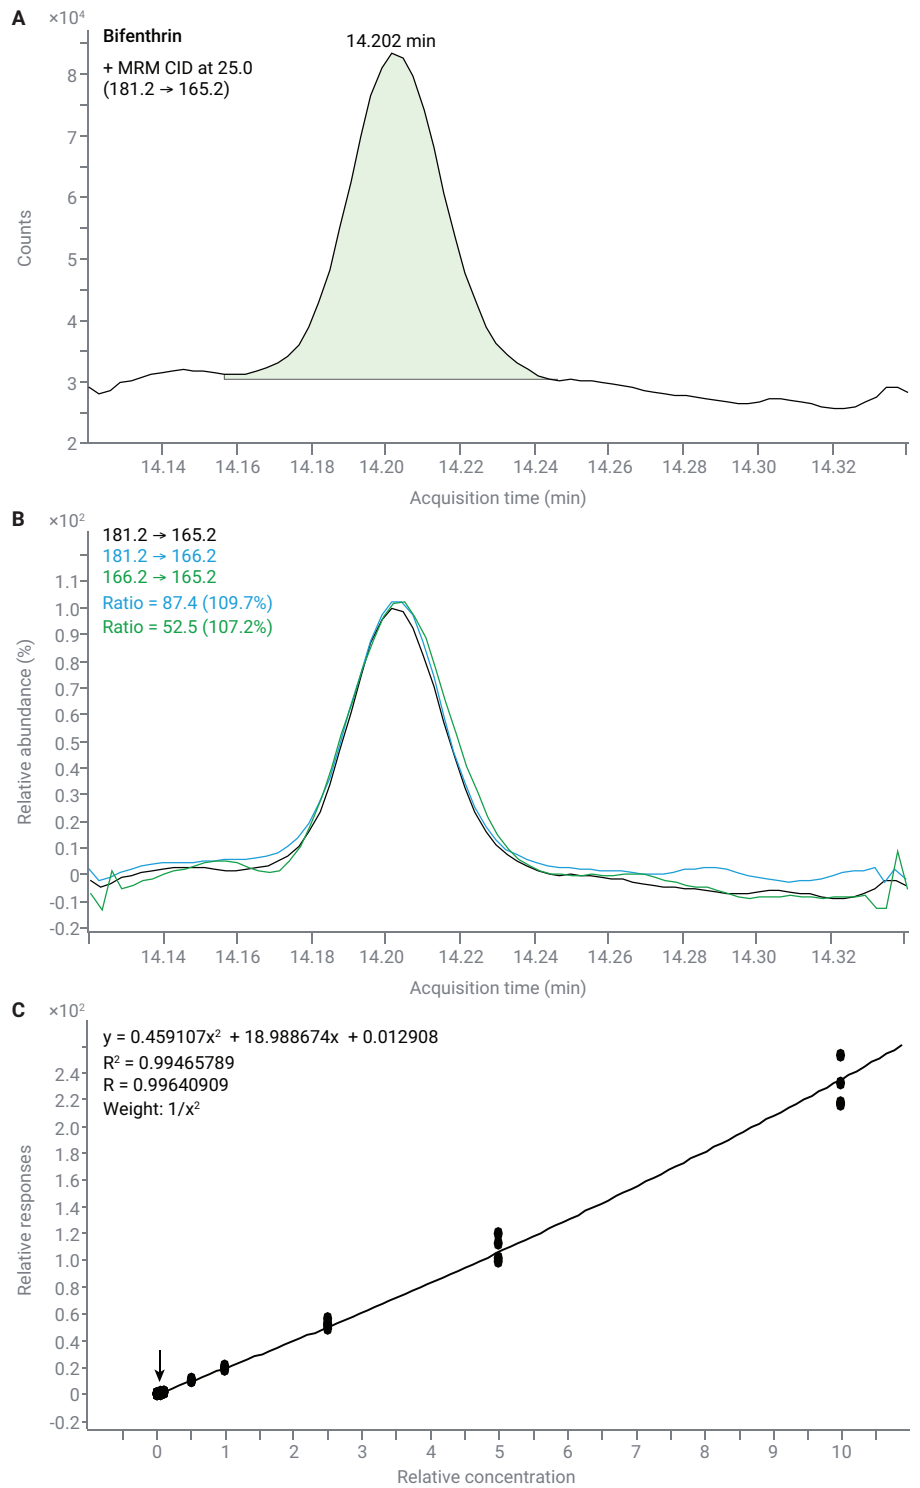 A
×10⁴
Bifenthrin
14.202 min
+ MRM CID at 25.0
(181.2 → 165.2)
8
7
6
5
4
3
2
Counts
14.14 14.16 14.18 14.20 14.22 14.24 14.26 14.28 14.30 14.32
Acquisition time (min)
B
×10²
181.2 → 165.2
181.2 → 166.2
166.2 → 165.2
Ratio = 87.4 (109.7%)
Ratio = 52.5 (107.2%)
1.1
1.0
0.9
0.8
0.7
0.6
0.5
0.4
0.3
0.2
0.1
0
-0.1
-0.2
Relative abundance (%)
14.14 14.16 14.18 14.20 14.22 14.24 14.26 14.28 14.30 14.32
Acquisition time (min)
C
×10²
y = 0.459107x² + 18.988674x + 0.012908
R² = 0.99465789
R = 0.99640909
Weight: 1/x²
2.4
2.2
2.0
1.8
1.6
1.4
1.2
1.0
0.8
0.6
0.4
0.2
0
-0.2
Relative responses
0 1 2 3 4 5 6 7 8 9 10
Relative concentration